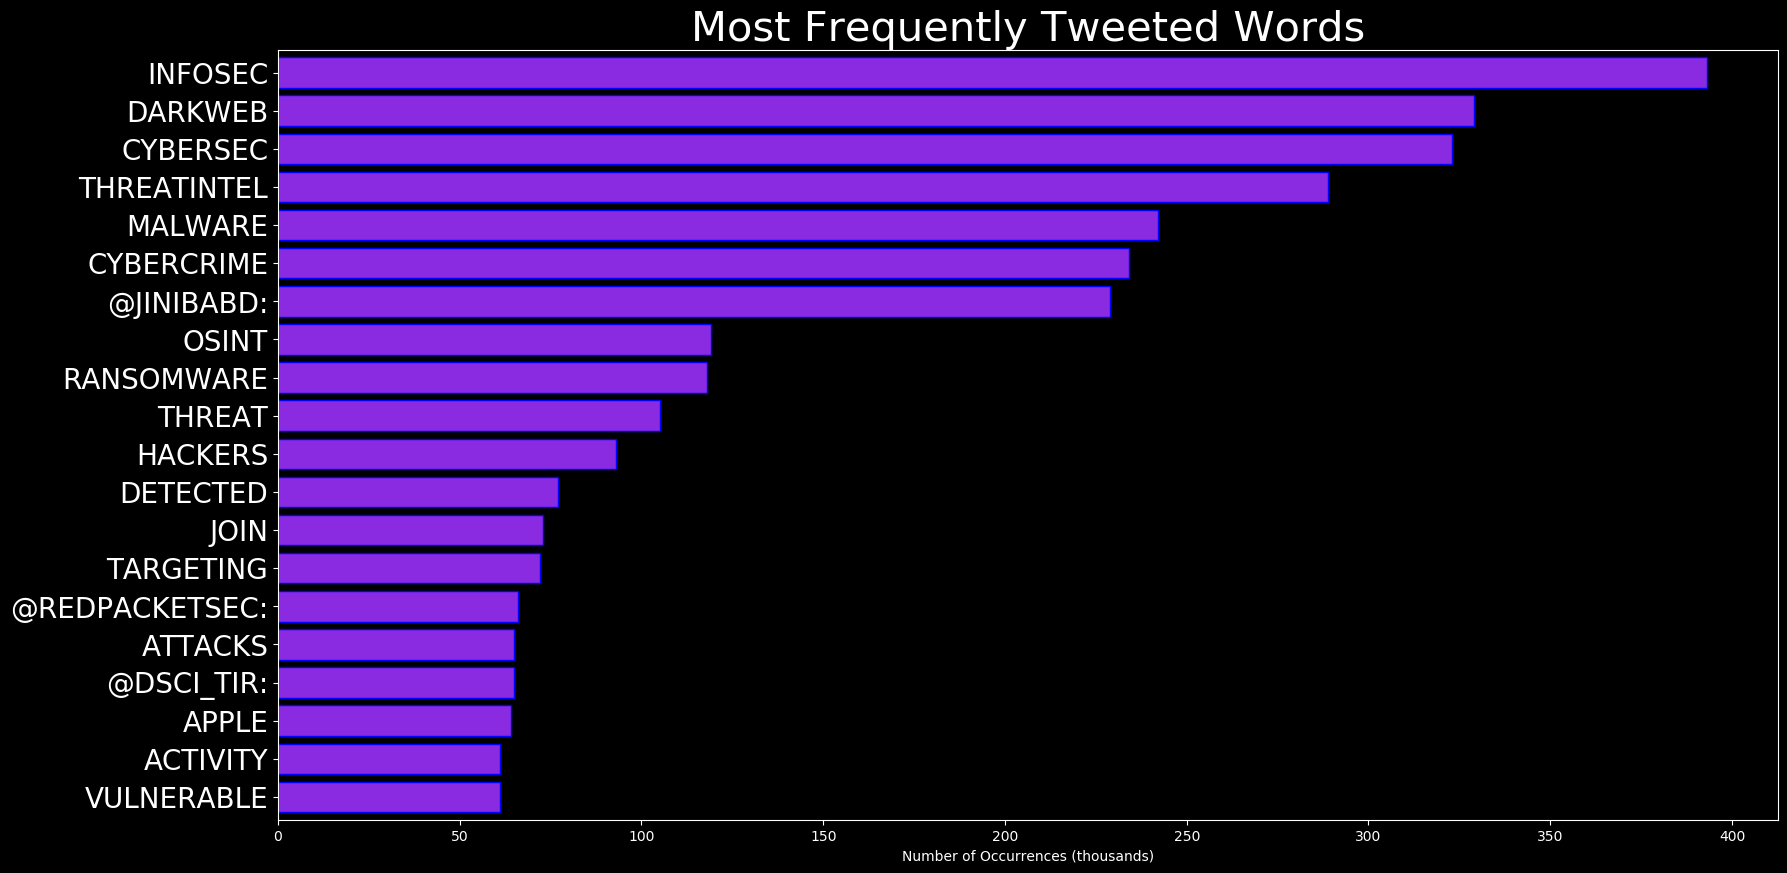 Most Frequently Tweeted Words
INFOSEC
DARKWEB
CYBERSEC
THREATINTEL
MALWARE
CYBERCRIME
@JINIBABD:
OSINT
RANSOMWARE
THREAT
HACKERS
DETECTED
JOIN
TARGETING
@REDPACKETSEC:
ATTACKS
@DSCI_TIR:
APPLE
ACTIVITY
VULNERABLE
0 50 100 150 200 250 300 350 400
Number of Occurrences (thousands)